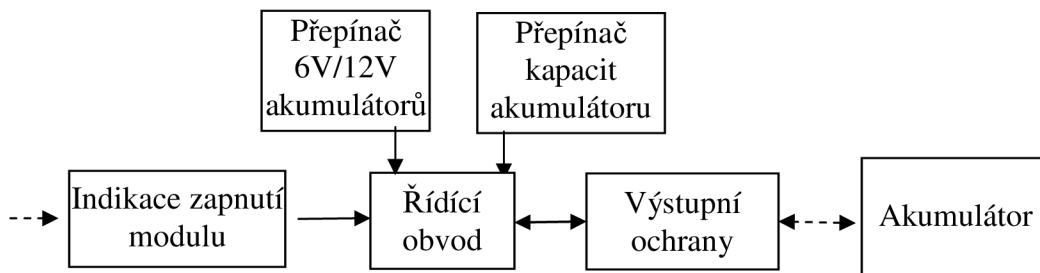 Přepínač
6V/12V
akumulátorů
Přepínač
kapacit
akumulátoru
Indikace zapnutí
modulu
Řídící
obvod
Výstupní
ochrany
Akumulátor